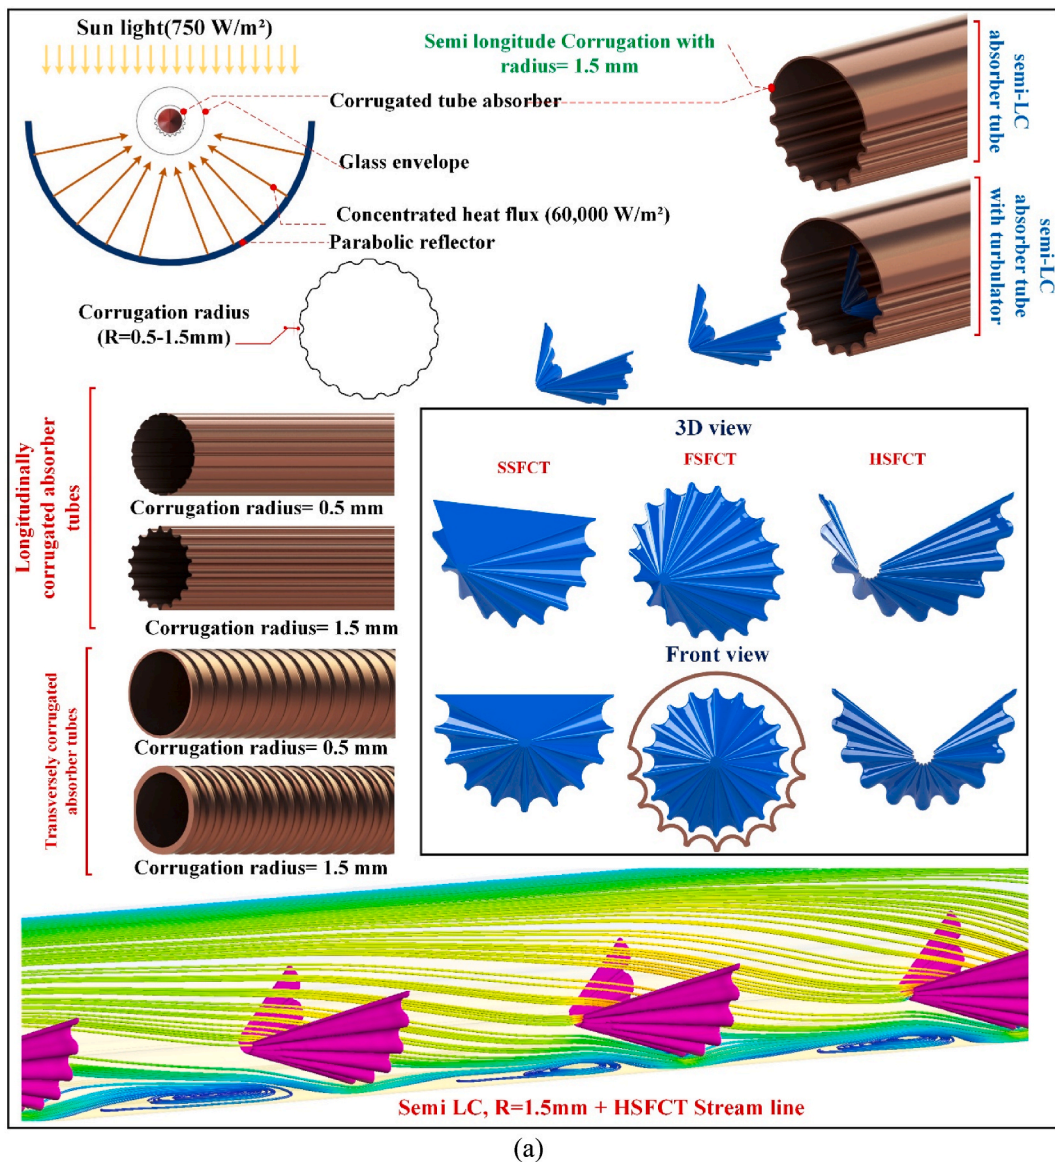 Sun light(750 W/m²)
Semi longitude Corrugation with
radius= 1.5 mm
Corrugated tube absorber
Glass envelope
Concentrated heat flux (60,000 W/m²)
Parabolic reflector
semi-LC
absorber tube
semi-LC
absorber tube
with turbulator
Corrugation radius
(R=0.5-1.5mm)
Longitudinally
corrugated absorber
tubes
Corrugation radius= 0.5 mm
Corrugation radius= 1.5 mm
Transversely corrugated
absorber tubes
Corrugation radius= 0.5 mm
Corrugation radius= 1.5 mm
3D view
SSFCT
FSFCT
HSFCT
Front view
Semi LC, R=1.5mm + HSFCT Stream line
(a)